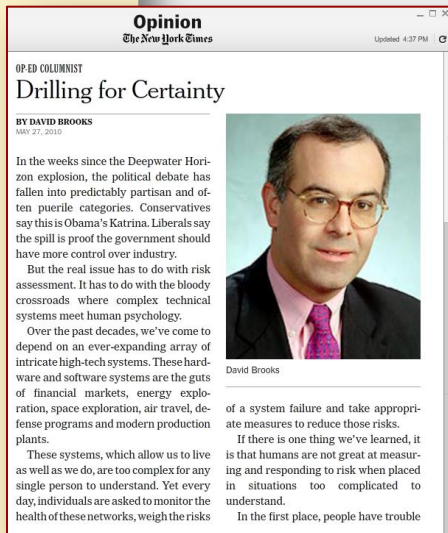 Opinion
The New York Times
Updated 4:37 PM
OP-ED COLUMNIST
Drilling for Certainty
BY DAVID BROOKS
MAY 27, 2010
In the weeks since the Deepwater Hori-
zon explosion, the political debate has
fallen into predictably partisan and of-
ten puerile categories. Conservatives
say this is Obama's Katrina. Liberals say
the spill is proof the government should
have more control over industry.
But the real issue has to do with risk
assessment. It has to do with the bloody
crossroads where complex technical
systems meet human psychology.
Over the past decades, we've come to
depend on an ever-expanding array of
intricate high-tech systems. These hard-
ware and software systems are the guts
of financial markets, energy explo-
ration, space exploration, air travel, de-
fense programs and modern production
plants.
These systems, which allow us to live
as well as we do, are too complex for any
single person to understand. Yet every
day, individuals are asked to monitor the
health of these networks, weigh the risks
David Brooks
of a system failure and take appropri-
ate measures to reduce those risks.
If there is one thing we've learned, it
is that humans are not great at measur-
ing and responding to risk when placed
in situations too complicated to
understand.
In the first place, people have trouble